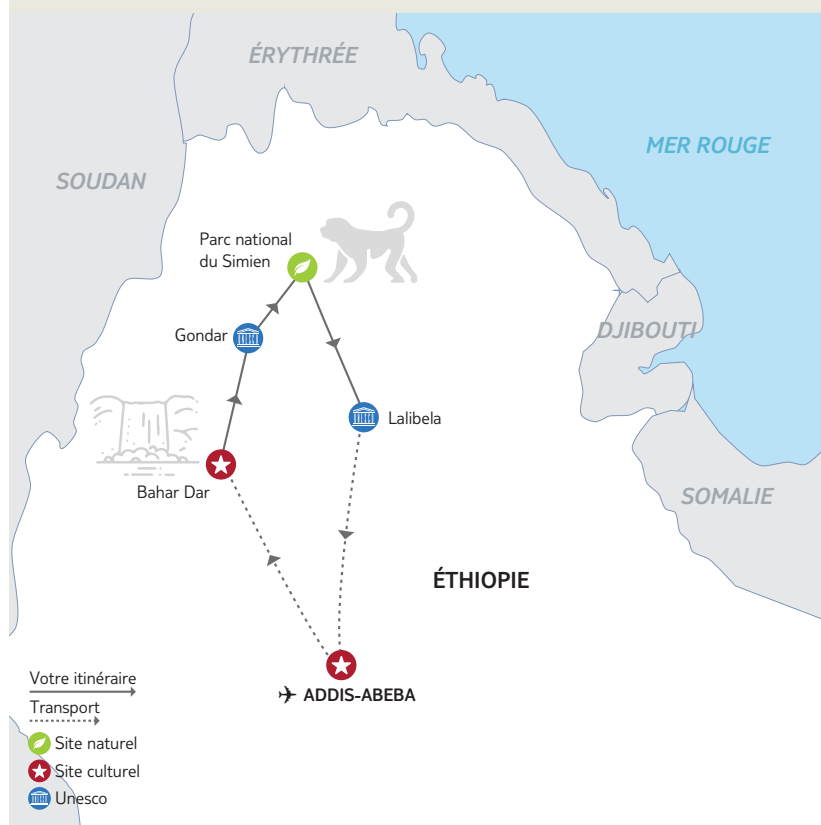 ÉRYTHRÉE
MER ROUGE
SOUDAN
Parc national
du Simien
Gondar
DJIBOUTI
Lalibela
Bahar Dar
SOMALIE
ÉTHIOPIE
ADDIS-ABEBA
Votre itinéraire
Transport
Site naturel
Site culturel
Unesco